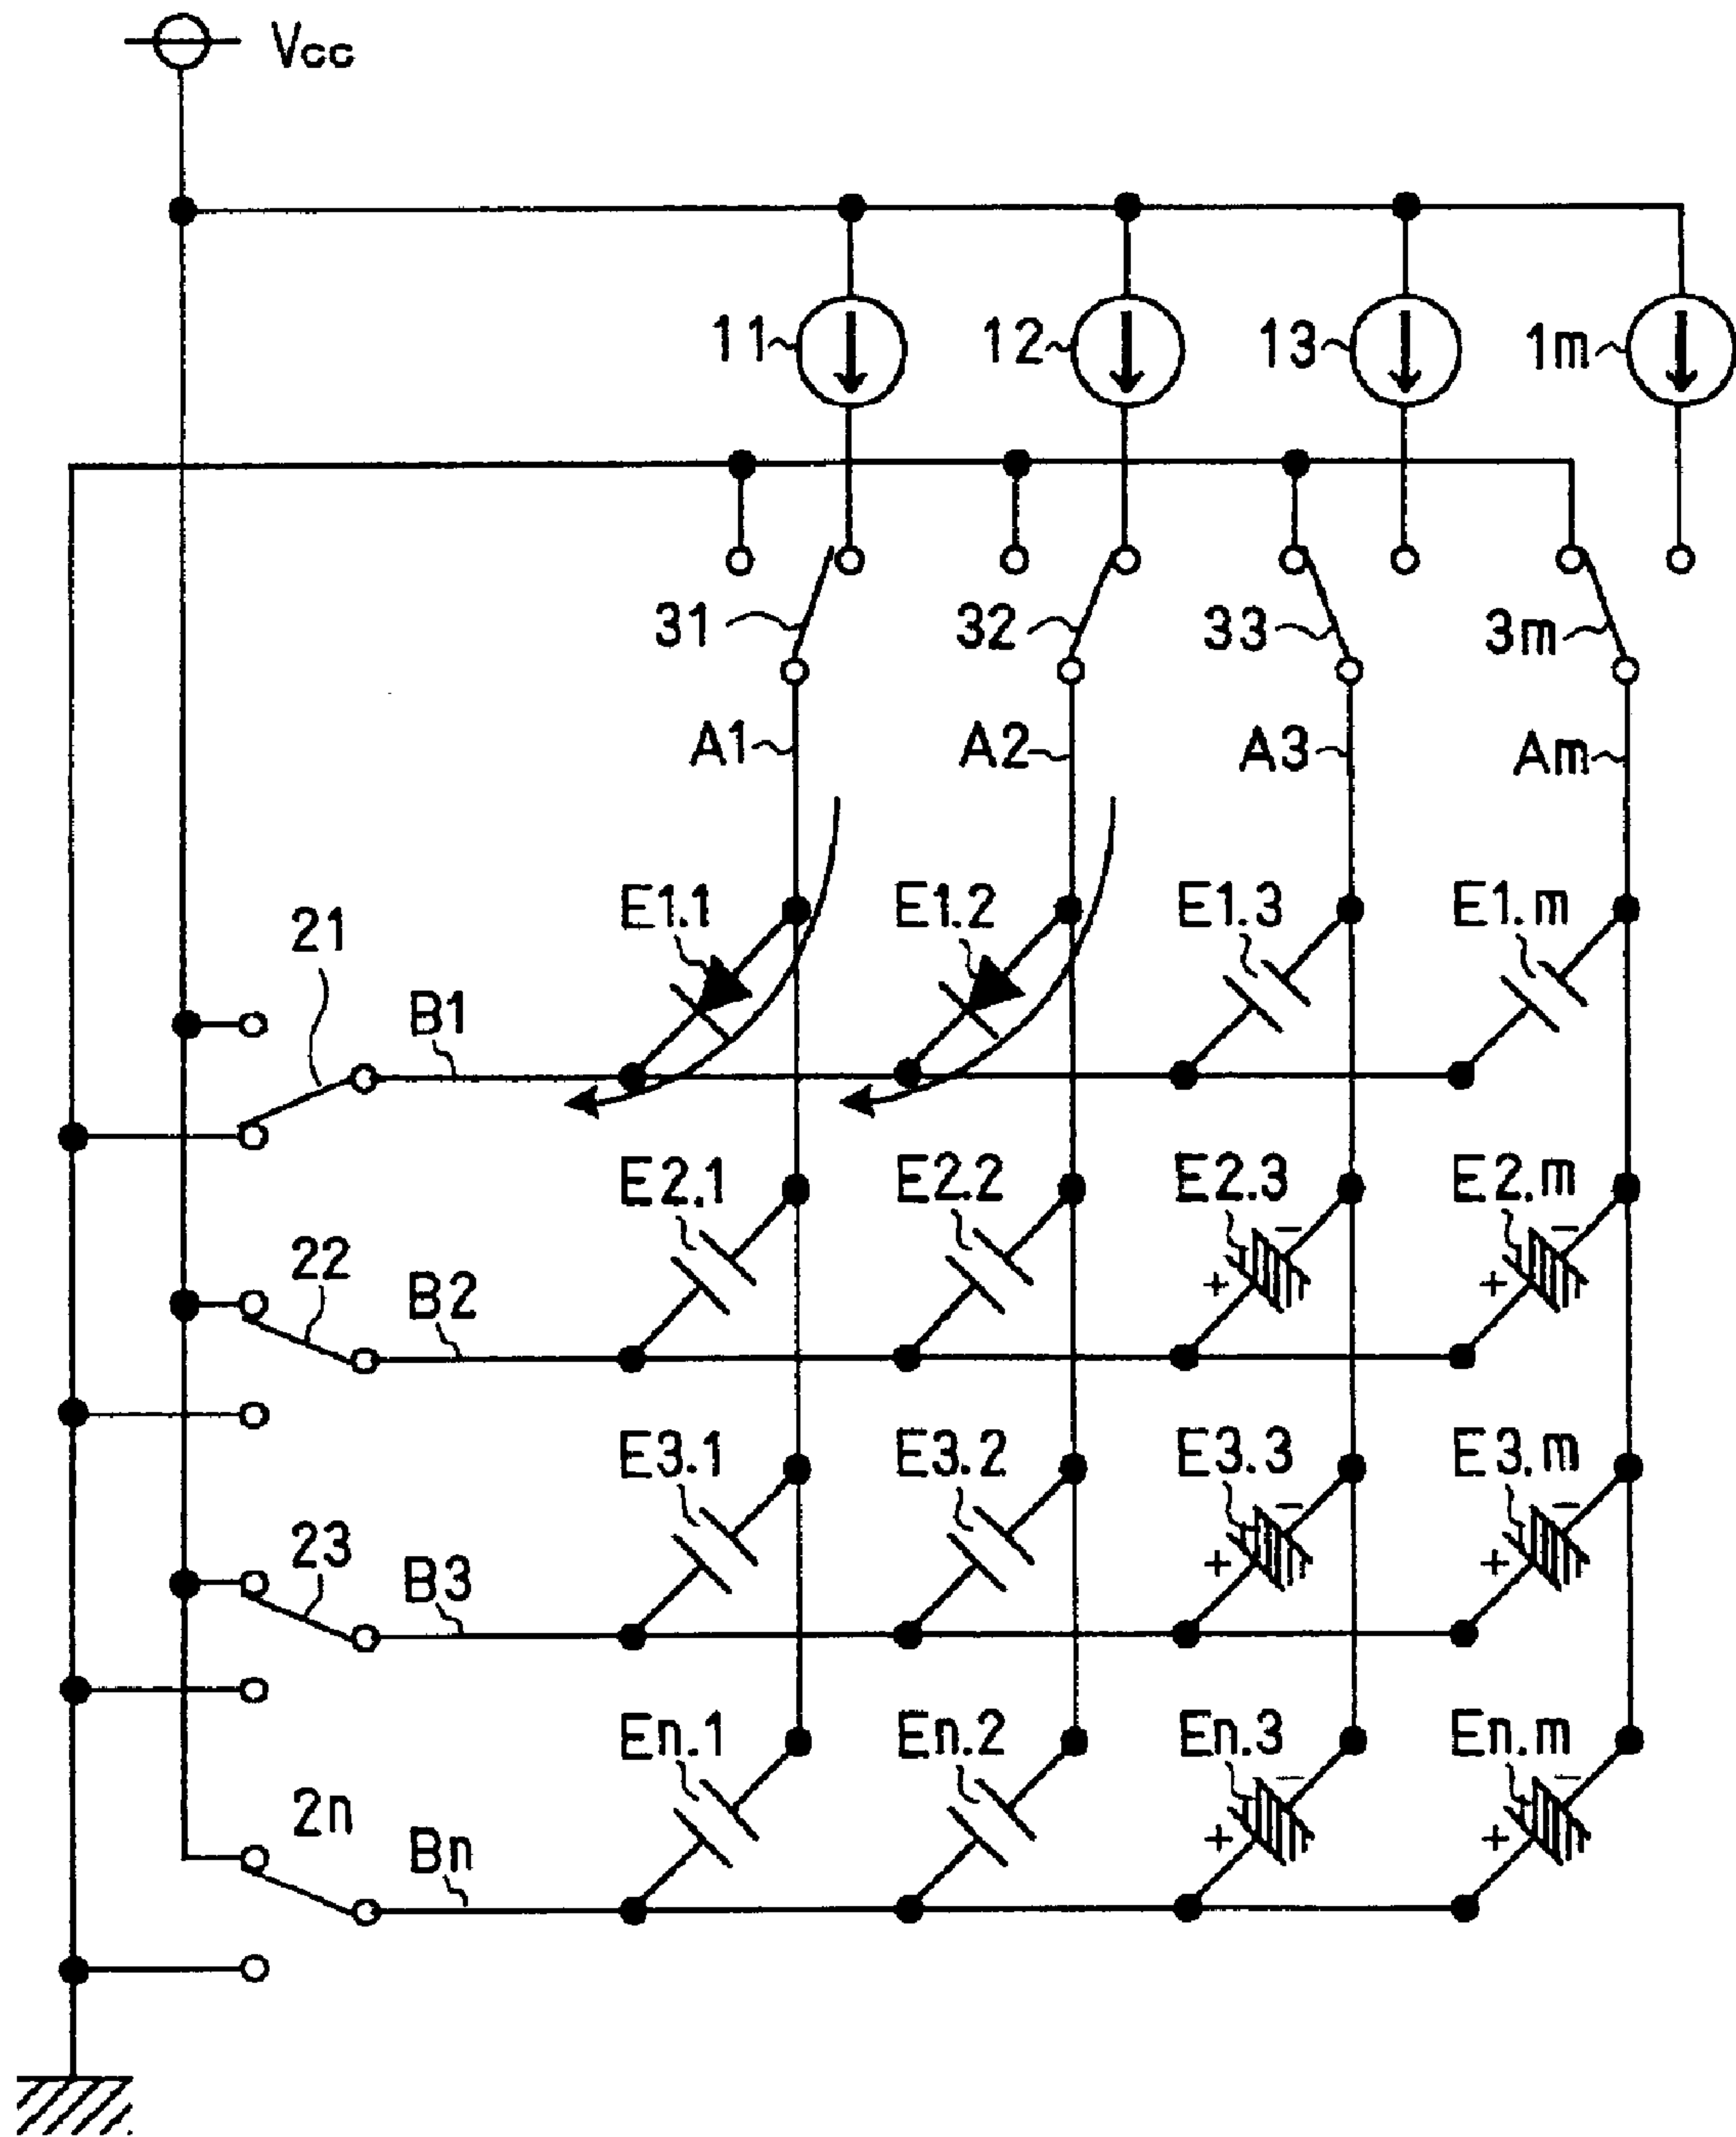 Vcc
11 12 13 1m
31 32 33 3m
A1 A2 A3 Am
E1.1 E1.2 E1.3 E1.m
21
B1
E2.1 E2.2 E2.3 E2.m
− −
22
B2
+ +
E3.1 E3.2 E3.3 E3.m
− −
23
B3
+ +
En.1 En.2 En.3 En.m
− −
2n
Bn
+ +